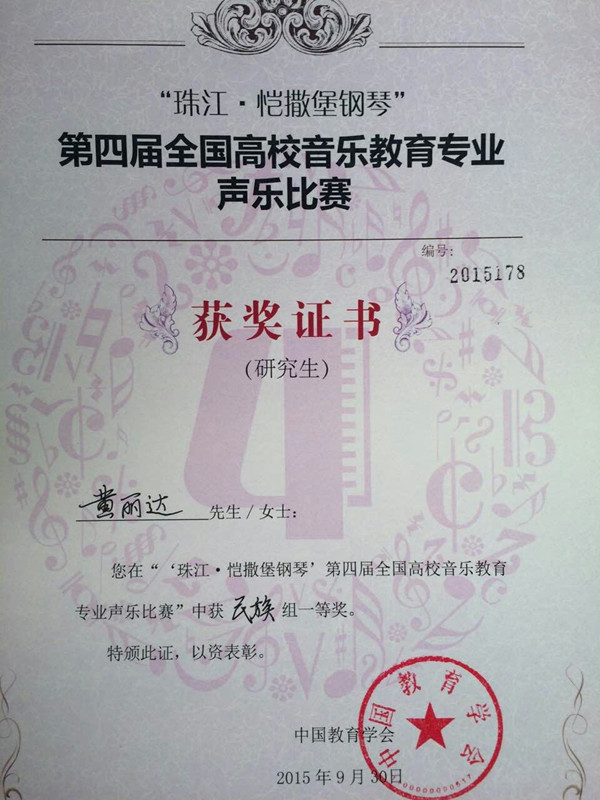 “珠江·恺撒堡钢琴”
第四届全国高校音乐教育专业
声乐比赛
编号:
2015178
获奖证书
(研究生)
黄丽达 先生/女士:
您在“‘珠江·恺撒堡钢琴’第四届全国高校音乐教育
专业声乐比赛”中获 民族 组一等奖。
特颁此证，以资表彰。
中国教育学会
中国教育学会
2015年9月30日